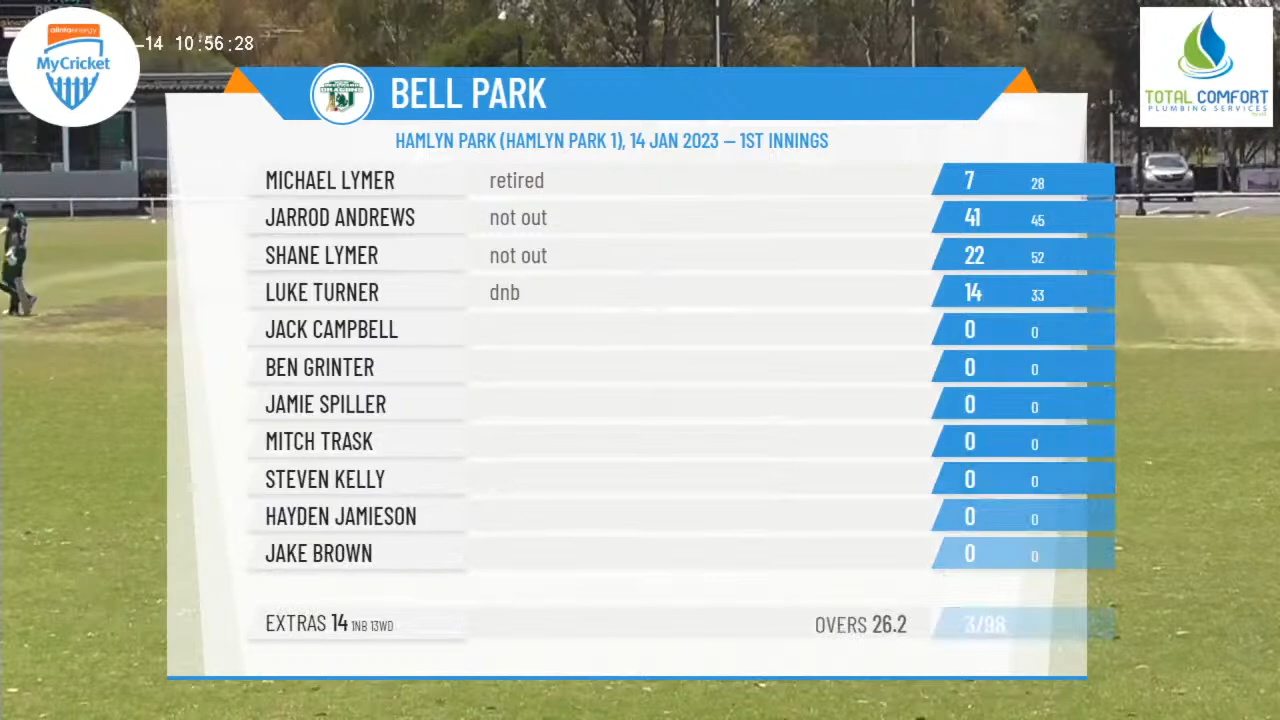 alintaenergy
MyCricket
-14 10:56:28
TOTAL COMFORT
PLUMBING SERVICES
BELL PARK
HAMLYN PARK (HAMLYN PARK 1), 14 JAN 2023 – 1ST INNINGS
MICHAEL LYMER retired 7 28
JARROD ANDREWS not out 41 45
SHANE LYMER not out 22 52
LUKE TURNER dnb 14 33
JACK CAMPBELL 0 0
BEN GRINTER 0 0
JAMIE SPILLER 0 0
MITCH TRASK 0 0
STEVEN KELLY 0 0
HAYDEN JAMIESON 0 0
JAKE BROWN 0 0
EXTRAS 14 1NB 13WD OVERS 26.2 3/98